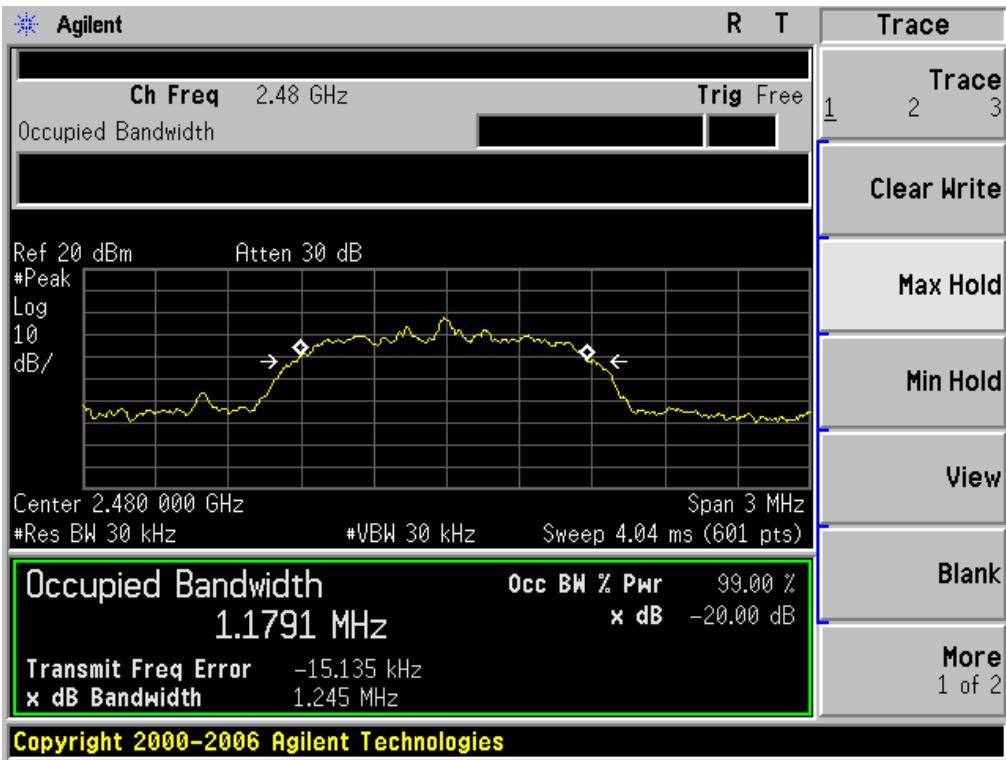 Agilent R T Trace
Ch Freq 2.48 GHz Trig Free
Occupied Bandwidth
Trace
1 2 3
Clear Write
Ref 20 dBm Atten 30 dB
#Peak
Log
10
dB/
Max Hold
Min Hold
View
Center 2.480 000 GHz Span 3 MHz
#Res BW 30 kHz #VBW 30 kHz Sweep 4.04 ms (601 pts)
Occupied Bandwidth Occ BW % Pwr 99.00 %
1.1791 MHz x dB -20.00 dB
Blank
Transmit Freq Error -15.135 kHz
x dB Bandwidth 1.245 MHz
More
1 of 2
Copyright 2000-2006 Agilent Technologies